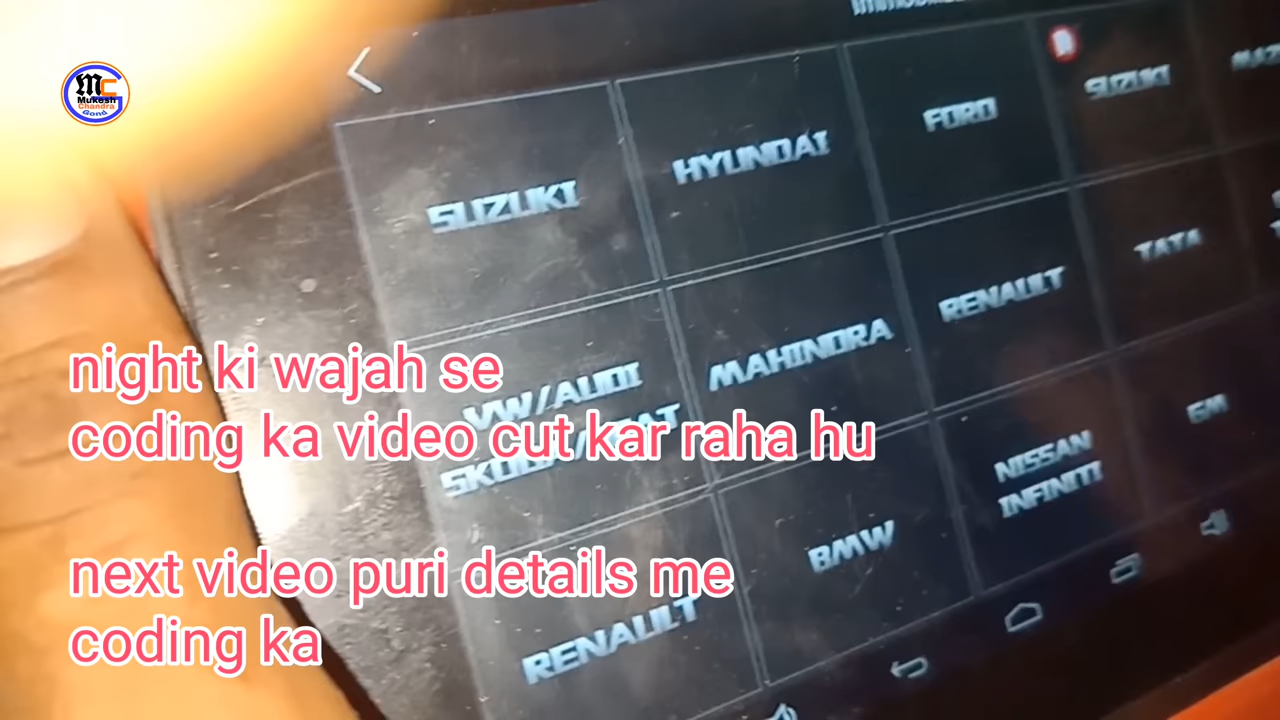 Mukesh
Chandra
Gond
SUZUKI
HYUNDAI
FORD
SUZUKI
VW/AUDI
MAHINDRA
RENAULT
TATA
RENAULT
BMW
NISSAN
INFINITI
GM
night ki wajah se
coding ka video cut kar raha hu
next video puri details me
coding ka